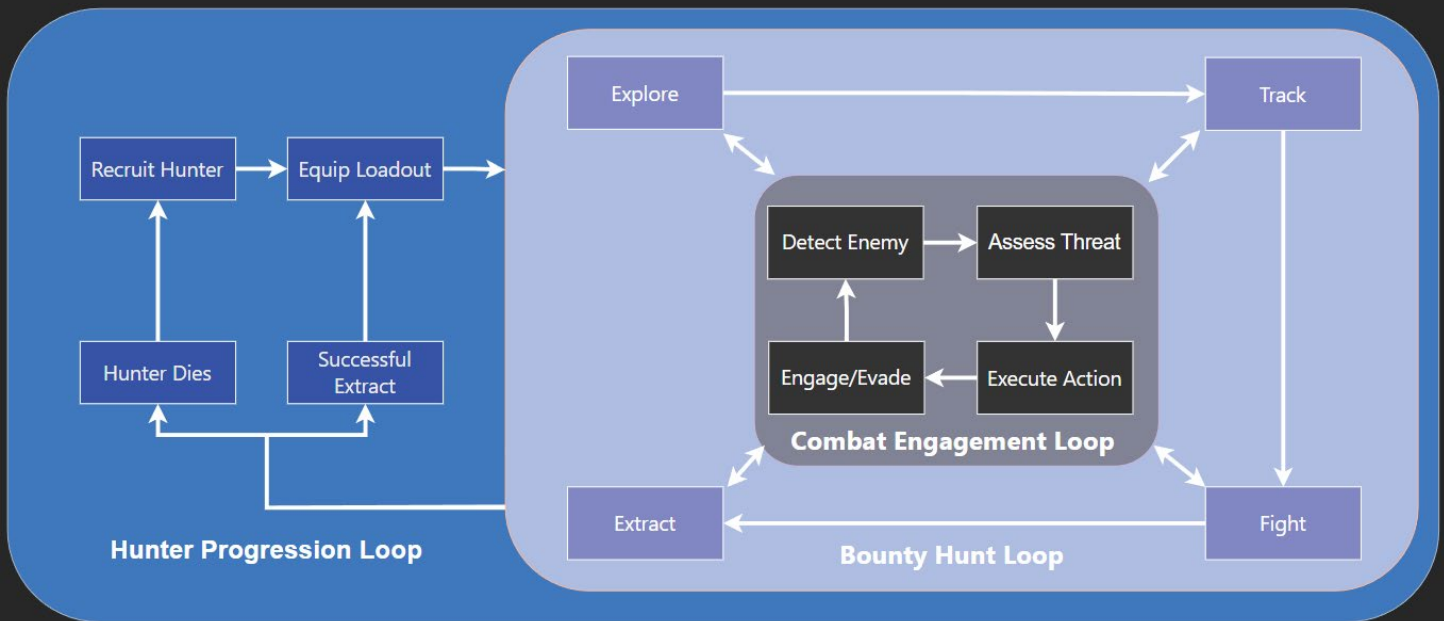 Explore
Track
Recruit Hunter
Equip Loadout
Detect Enemy
Assess Threat
Hunter Dies
Successful
Extract
Engage/Evade
Execute Action
Combat Engagement Loop
Extract
Fight
Hunter Progression Loop
Bounty Hunt Loop